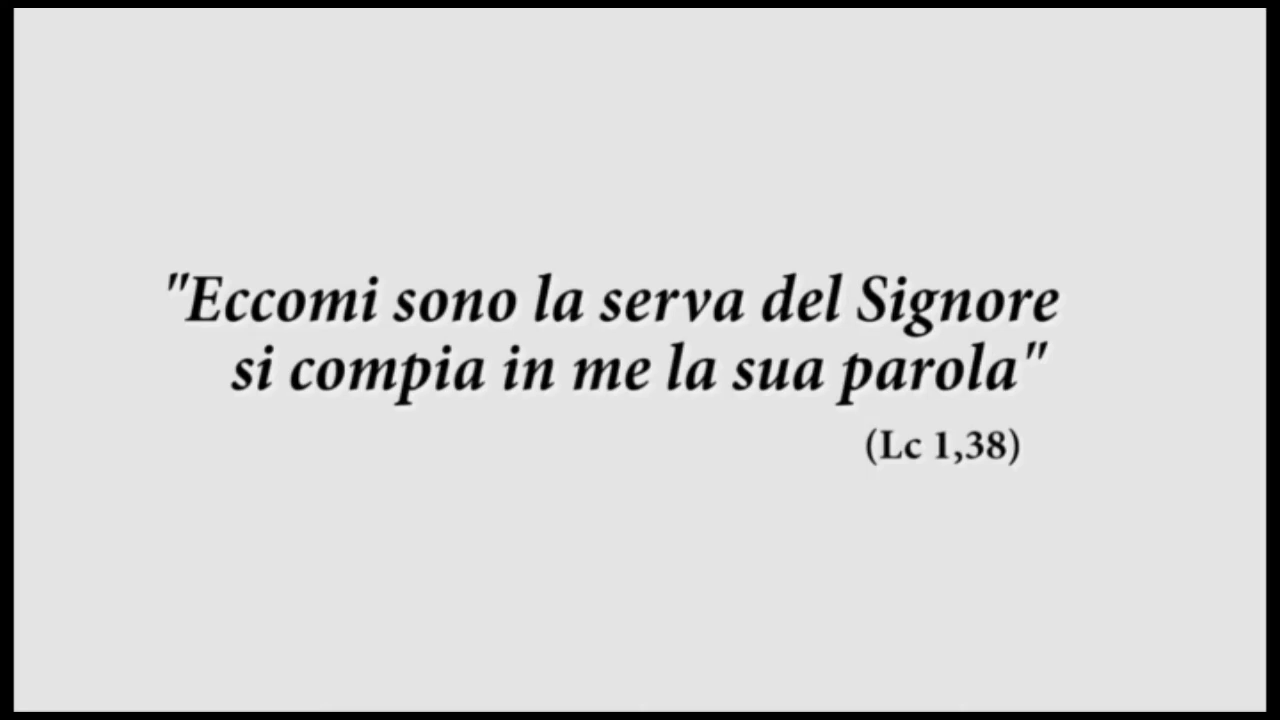 "Eccomi sono la serva del Signore
si compia in me la sua parola"
(Lc 1,38)